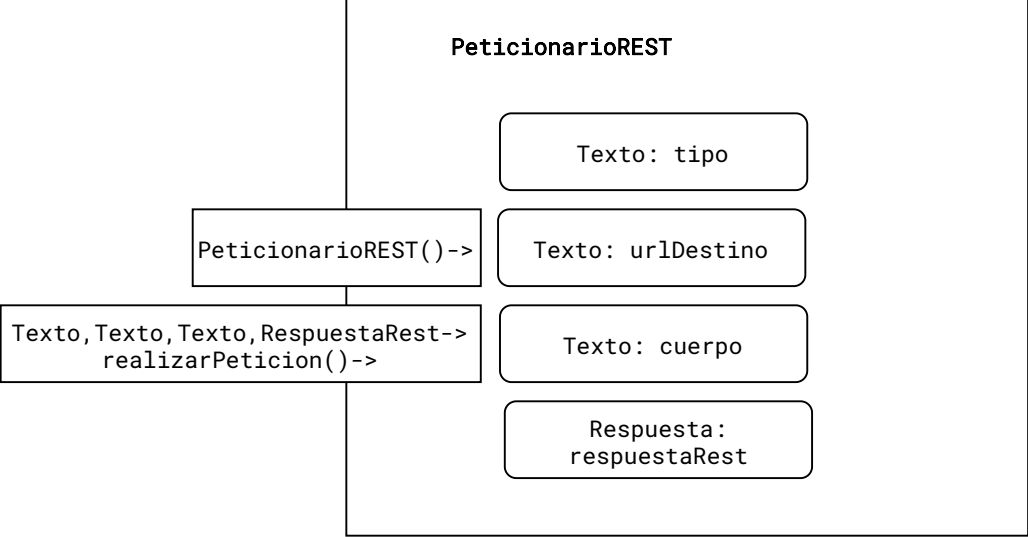 PeticionarioREST
Texto: tipo
PeticionarioREST()->
Texto: urlDestino
Texto,Texto,Texto,RespuestaRest->
realizarPeticion()->
Texto: cuerpo
Respuesta:
respuestaRest